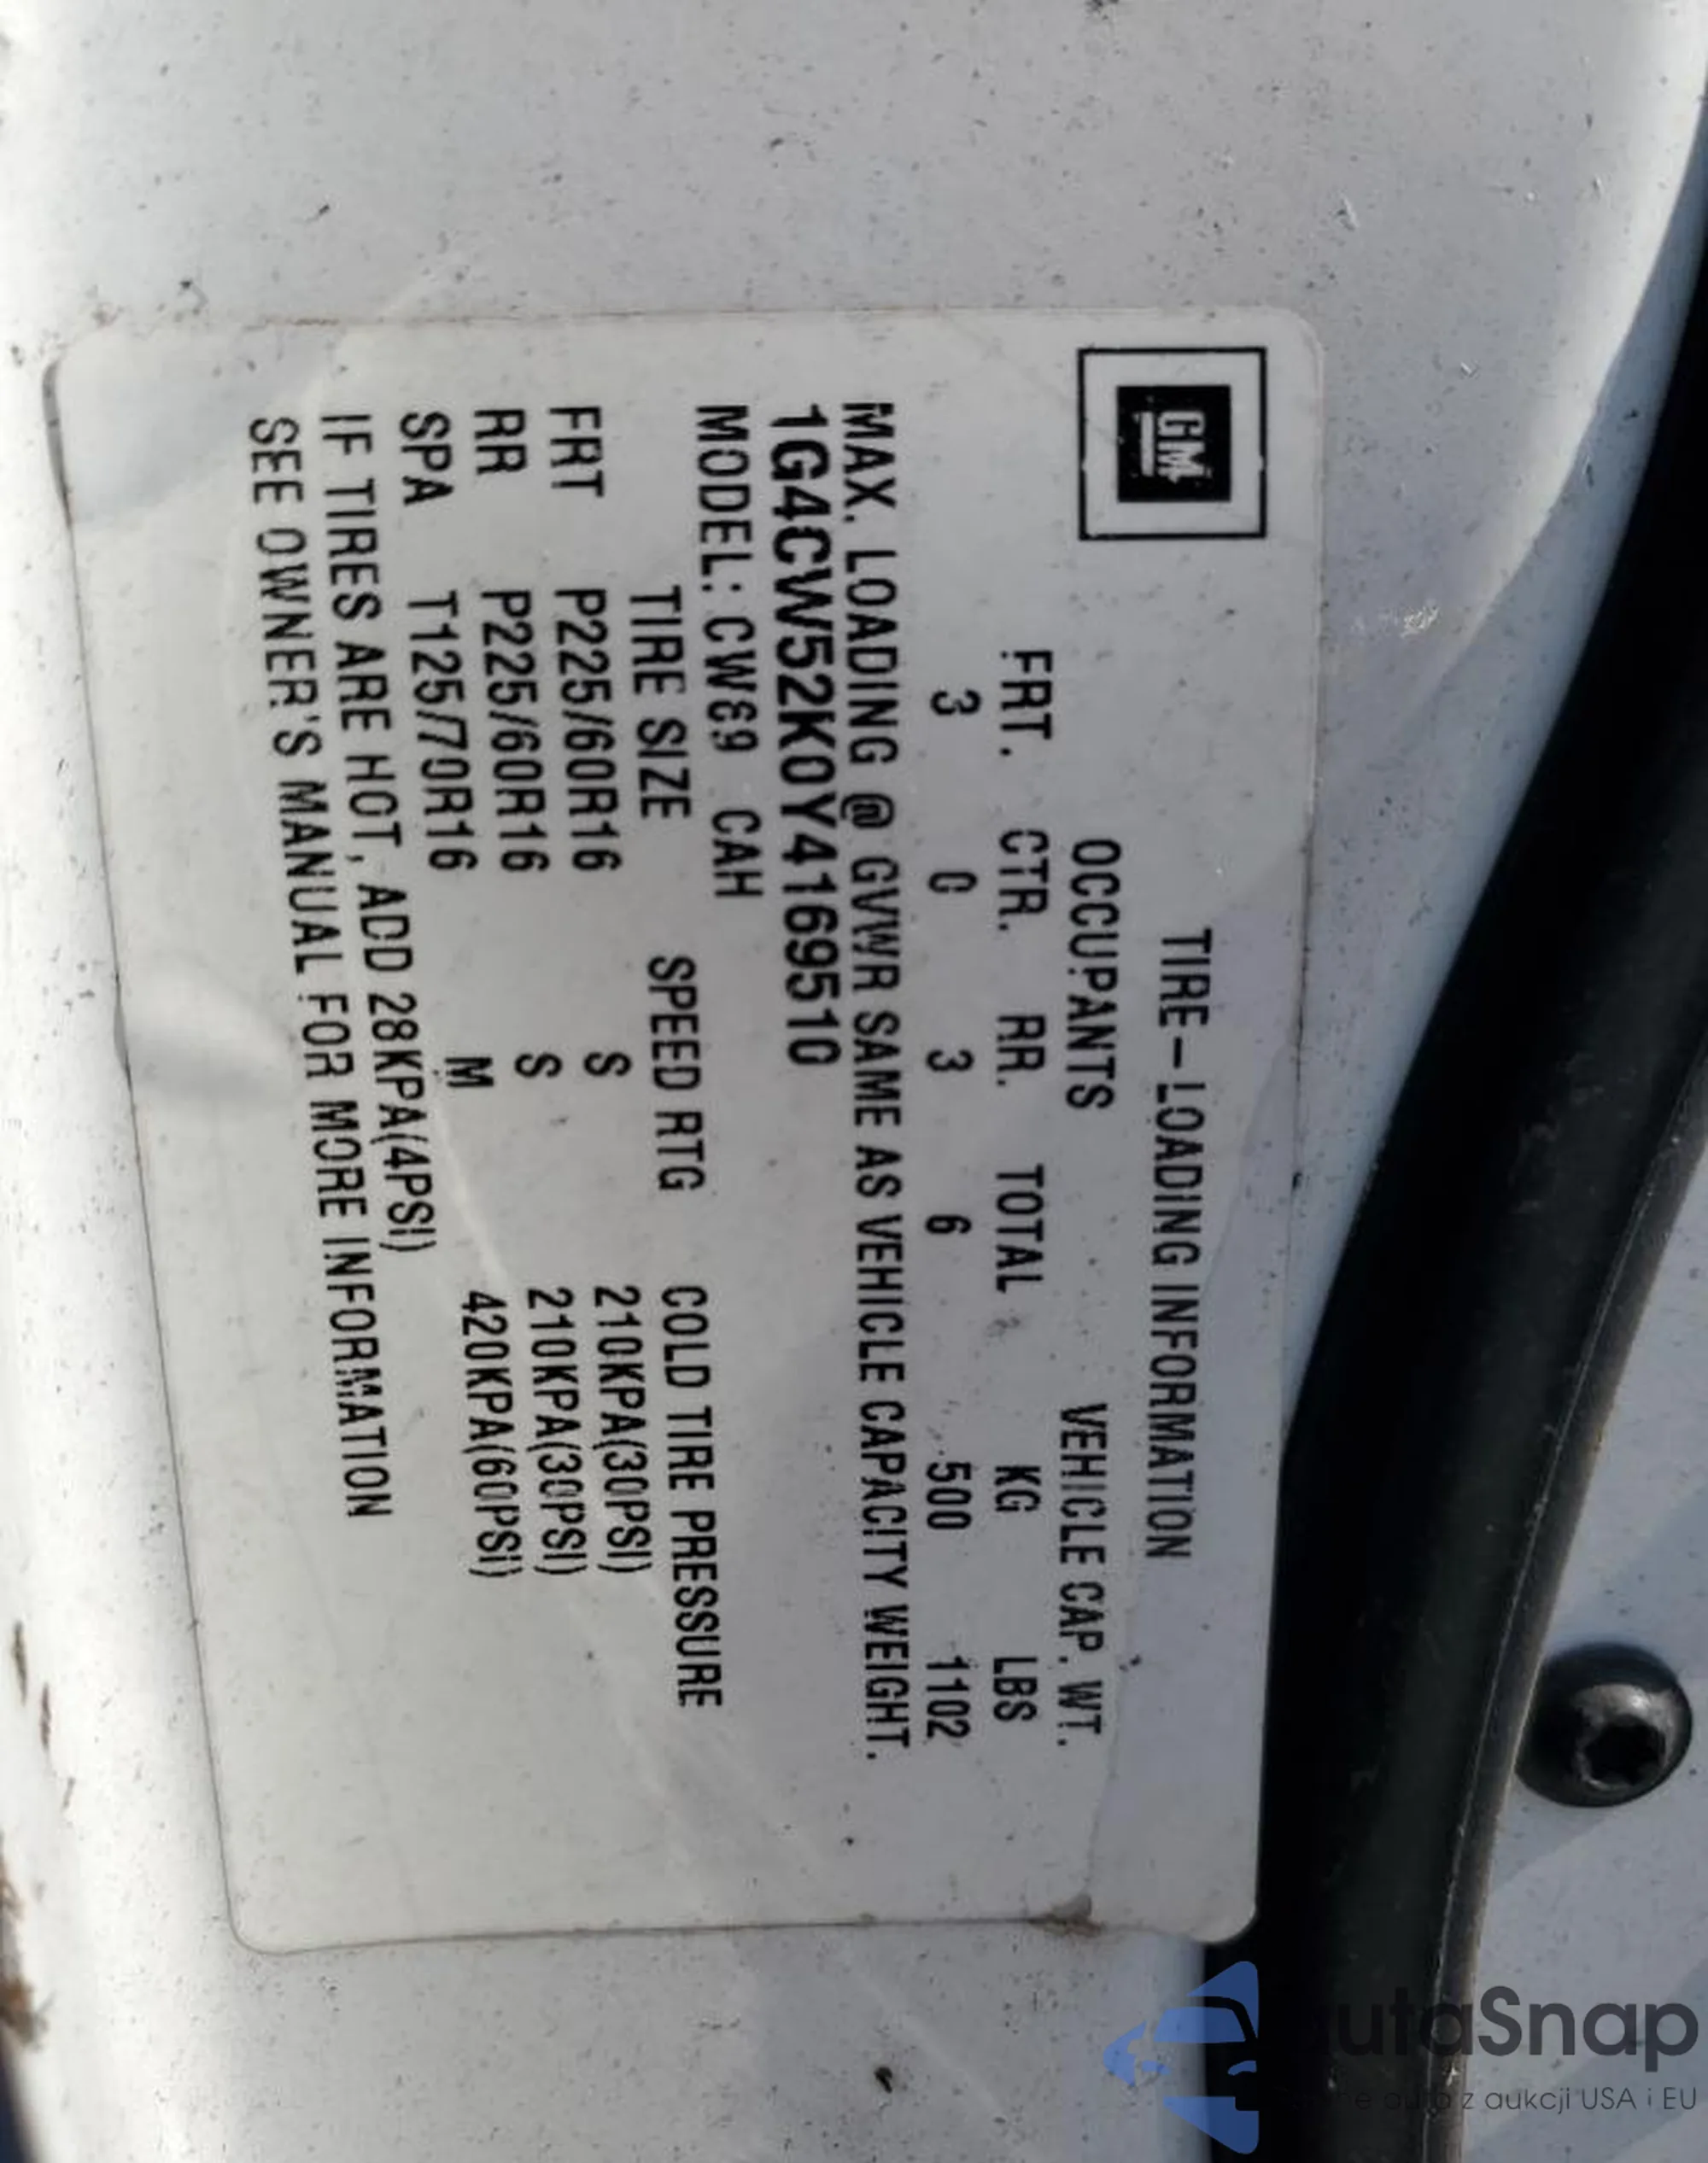 GM
TIRE-LOADING INFORMATION
OCCUPANTS VEHICLE CAP. WT.
FRT. CTR. RR. TOTAL KG LBS
3 0 3 6 500 1102
MAX. LOADING @ GVWR SAME AS VEHICLE CAPACITY WEIGHT.
1G4CW52K0Y4169510
MODEL: CW69 CAH
TIRE SIZE SPEED RTG COLD TIRE PRESSURE
FRT P225/60R16 S 210KPA(30PSI)
RR P225/60R16 S 210KPA(30PSI)
SPA T125/70R16 M 420KPA(60PSI)
IF TIRES ARE HOT, ADD 28KPA(4PSI)
SEE OWNER'S MANUAL FOR MORE INFORMATION
utaSnap
z aukcji USA i EU